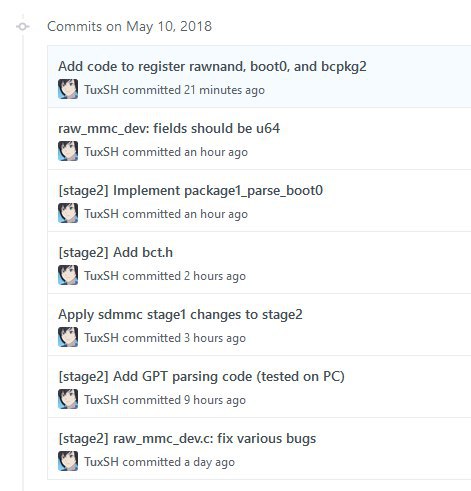 Commits on May 10, 2018
Add code to register rawnand, boot0, and bcpkg2
TuxSH committed 21 minutes ago
raw_mmc_dev: fields should be u64
TuxSH committed an hour ago
[stage2] Implement package1_parse_boot0
TuxSH committed an hour ago
[stage2] Add bct.h
TuxSH committed 2 hours ago
Apply sdmmc stage1 changes to stage2
TuxSH committed 3 hours ago
[stage2] Add GPT parsing code (tested on PC)
TuxSH committed 9 hours ago
[stage2] raw_mmc_dev.c: fix various bugs
TuxSH committed a day ago